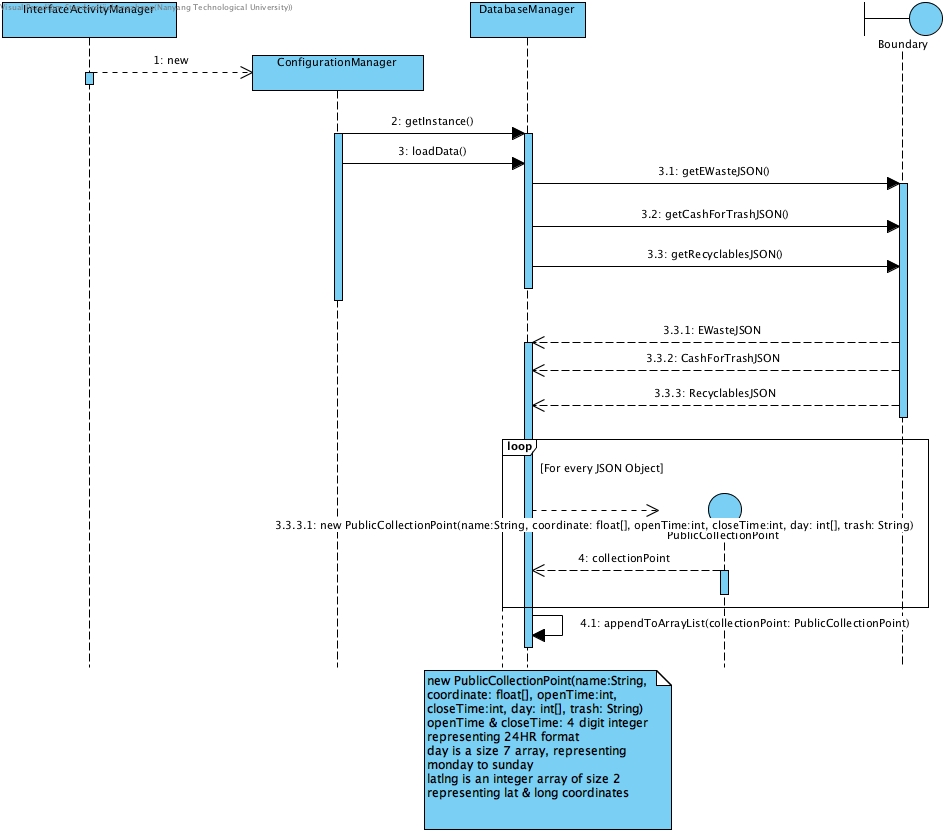 InterfaceActivityManager
DatabaseManager
Boundary
1: new
ConfigurationManager
2: getInstance()
3: loadData()
3.1: getEWasteJSON()
3.2: getCashForTrashJSON()
3.3: getRecyclablesJSON()
3.3.1: EWasteJSON
3.3.2: CashForTrashJSON
3.3.3: RecyclablesJSON
loop
[For every JSON Object]
3.3.3.1: new PublicCollectionPoint(name:String, coordinate: float[], openTime:int, closeTime:int, day: int[], trash: String)
PublicCollectionPoint
4: collectionPoint
4.1: appendToArrayList(collectionPoint: PublicCollectionPoint)
new PublicCollectionPoint(name:String,
coordinate: float[], openTime:int,
closeTime:int, day: int[], trash: String)
openTime & closeTime: 4 digit integer
representing 24HR format
day is a size 7 array, representing
monday to sunday
latlng is an integer array of size 2
representing lat & long coordinates
(Nanyang Technological University))